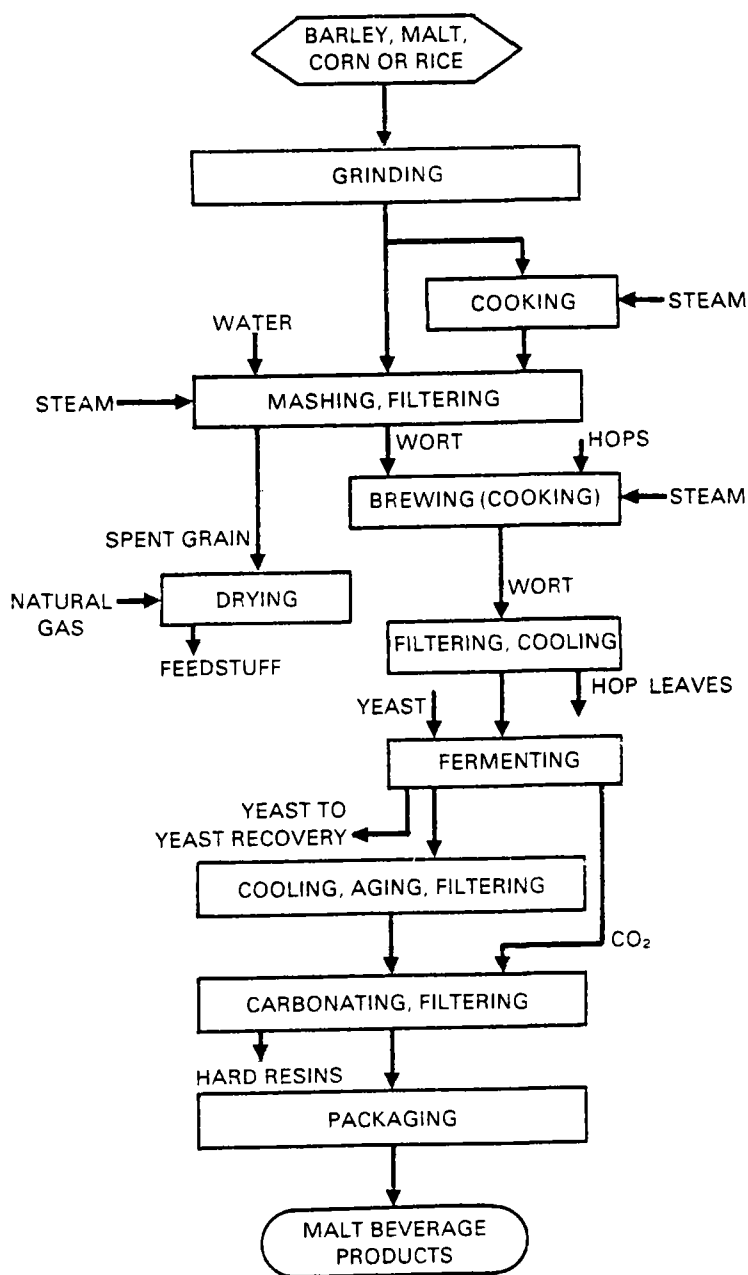 BARLEY, MALT,
CORN OR RICE
GRINDING
COOKING
STEAM
WATER
STEAM
MASHING, FILTERING
WORT
HOPS
BREWING (COOKING)
STEAM
SPENT GRAIN
WORT
NATURAL
GAS
DRYING
FILTERING, COOLING
FEEDSTUFF
HOP LEAVES
YEAST
FERMENTING
YEAST TO
YEAST RECOVERY
COOLING, AGING, FILTERING
CO₂
CARBONATING, FILTERING
HARD RESINS
PACKAGING
MALT BEVERAGE
PRODUCTS